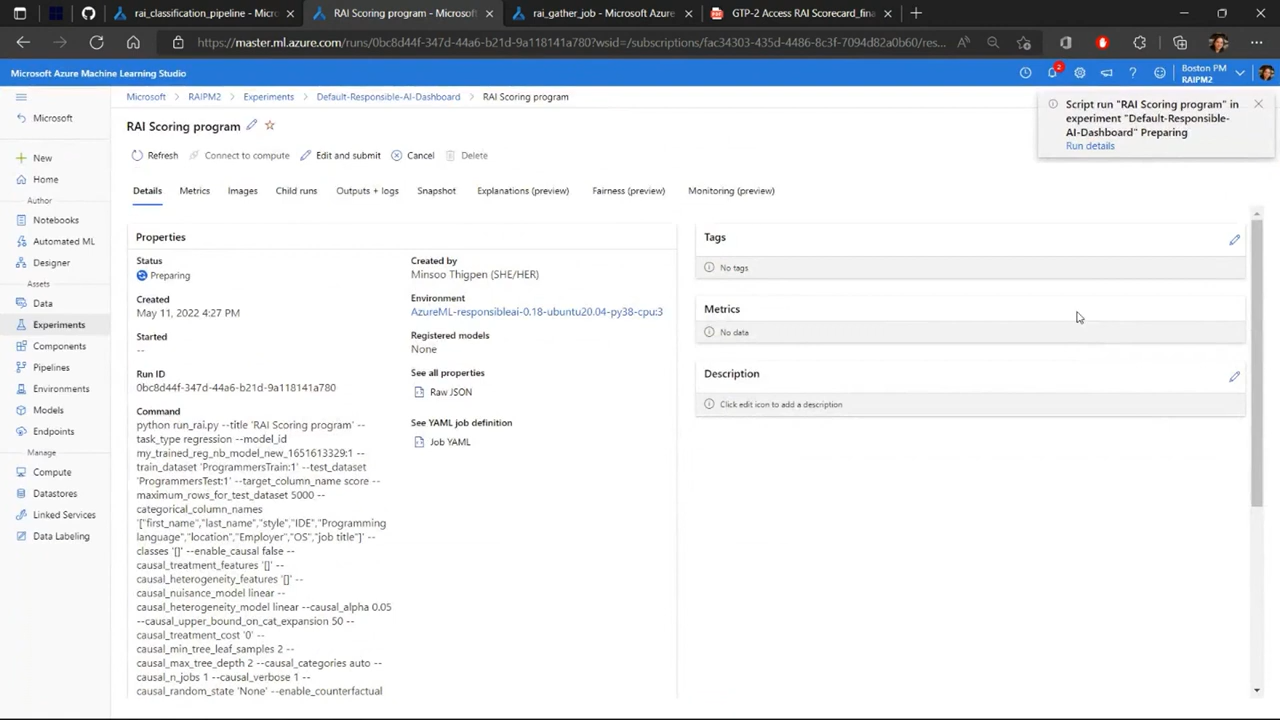 rai_classification_pipeline - Micro
RAI Scoring program - Microsoft
rai_gather_job - Microsoft Azure
GTP-2 Access RAI Scorecard_fina
https://master.ml.azure.com/runs/0bc8d44f-347d-44a6-b21d-9a118141a780?wsid=/subscriptions/fac34303-435d-4486-8c3f-7094d82a0b60/res...
Microsoft Azure Machine Learning Studio
2
Boston PM
RAIPM2
Microsoft
RAIPM2
Experiments
Default-Responsible-AI-Dashboard
RAI Scoring program
Script run "RAI Scoring program" in
experiment "Default-Responsible-
AI-Dashboard" Preparing
Run details
Microsoft
New
Home
Author
Notebooks
Automated ML
Designer
Assets
Data
Experiments
Components
Pipelines
Environments
Models
Endpoints
Manage
Compute
Datastores
Linked Services
Data Labeling
RAI Scoring program
Refresh
Connect to compute
Edit and submit
Cancel
Delete
Details
Metrics
Images
Child runs
Outputs + logs
Snapshot
Explanations (preview)
Fairness (preview)
Monitoring (preview)
Properties
Status
Preparing
Created
May 11, 2022 4:27 PM
Started
--
Run ID
0bc8d44f-347d-44a6-b21d-9a118141a780
Command
python run_rai.py --title 'RAI Scoring program' --
task_type regression --model_id
my_trained_reg_nb_model_new_1651613329:1 --
train_dataset 'ProgrammersTrain:1' --test_dataset
'ProgrammersTest:1' --target_column_name score --
maximum_rows_for_test_dataset 5000 --
categorical_column_names
'["first_name","last_name","style","IDE","Programming
language","location","Employer","OS","job title"]' --
classes '[]' --enable_causal false --
causal_treatment_features '[]' --
causal_heterogeneity_features '[]' --
causal_nuisance_model linear --
causal_heterogeneity_model linear --causal_alpha 0.05
--causal_upper_bound_on_cat_expansion 50 --
causal_treatment_cost '0' --
causal_min_tree_leaf_samples 2 --
causal_max_tree_depth 2 --causal_categories auto --
causal_n_jobs 1 --causal_verbose 1 --
causal_random_state 'None' --enable_counterfactual
Created by
Minsoo Thigpen (SHE/HER)
Environment
AzureML-responsibleai-0.18-ubuntu20.04-py38-cpu:3
Registered models
None
See all properties
Raw JSON
See YAML job definition
Job YAML
Tags
No tags
Metrics
No data
Description
Click edit icon to add a description